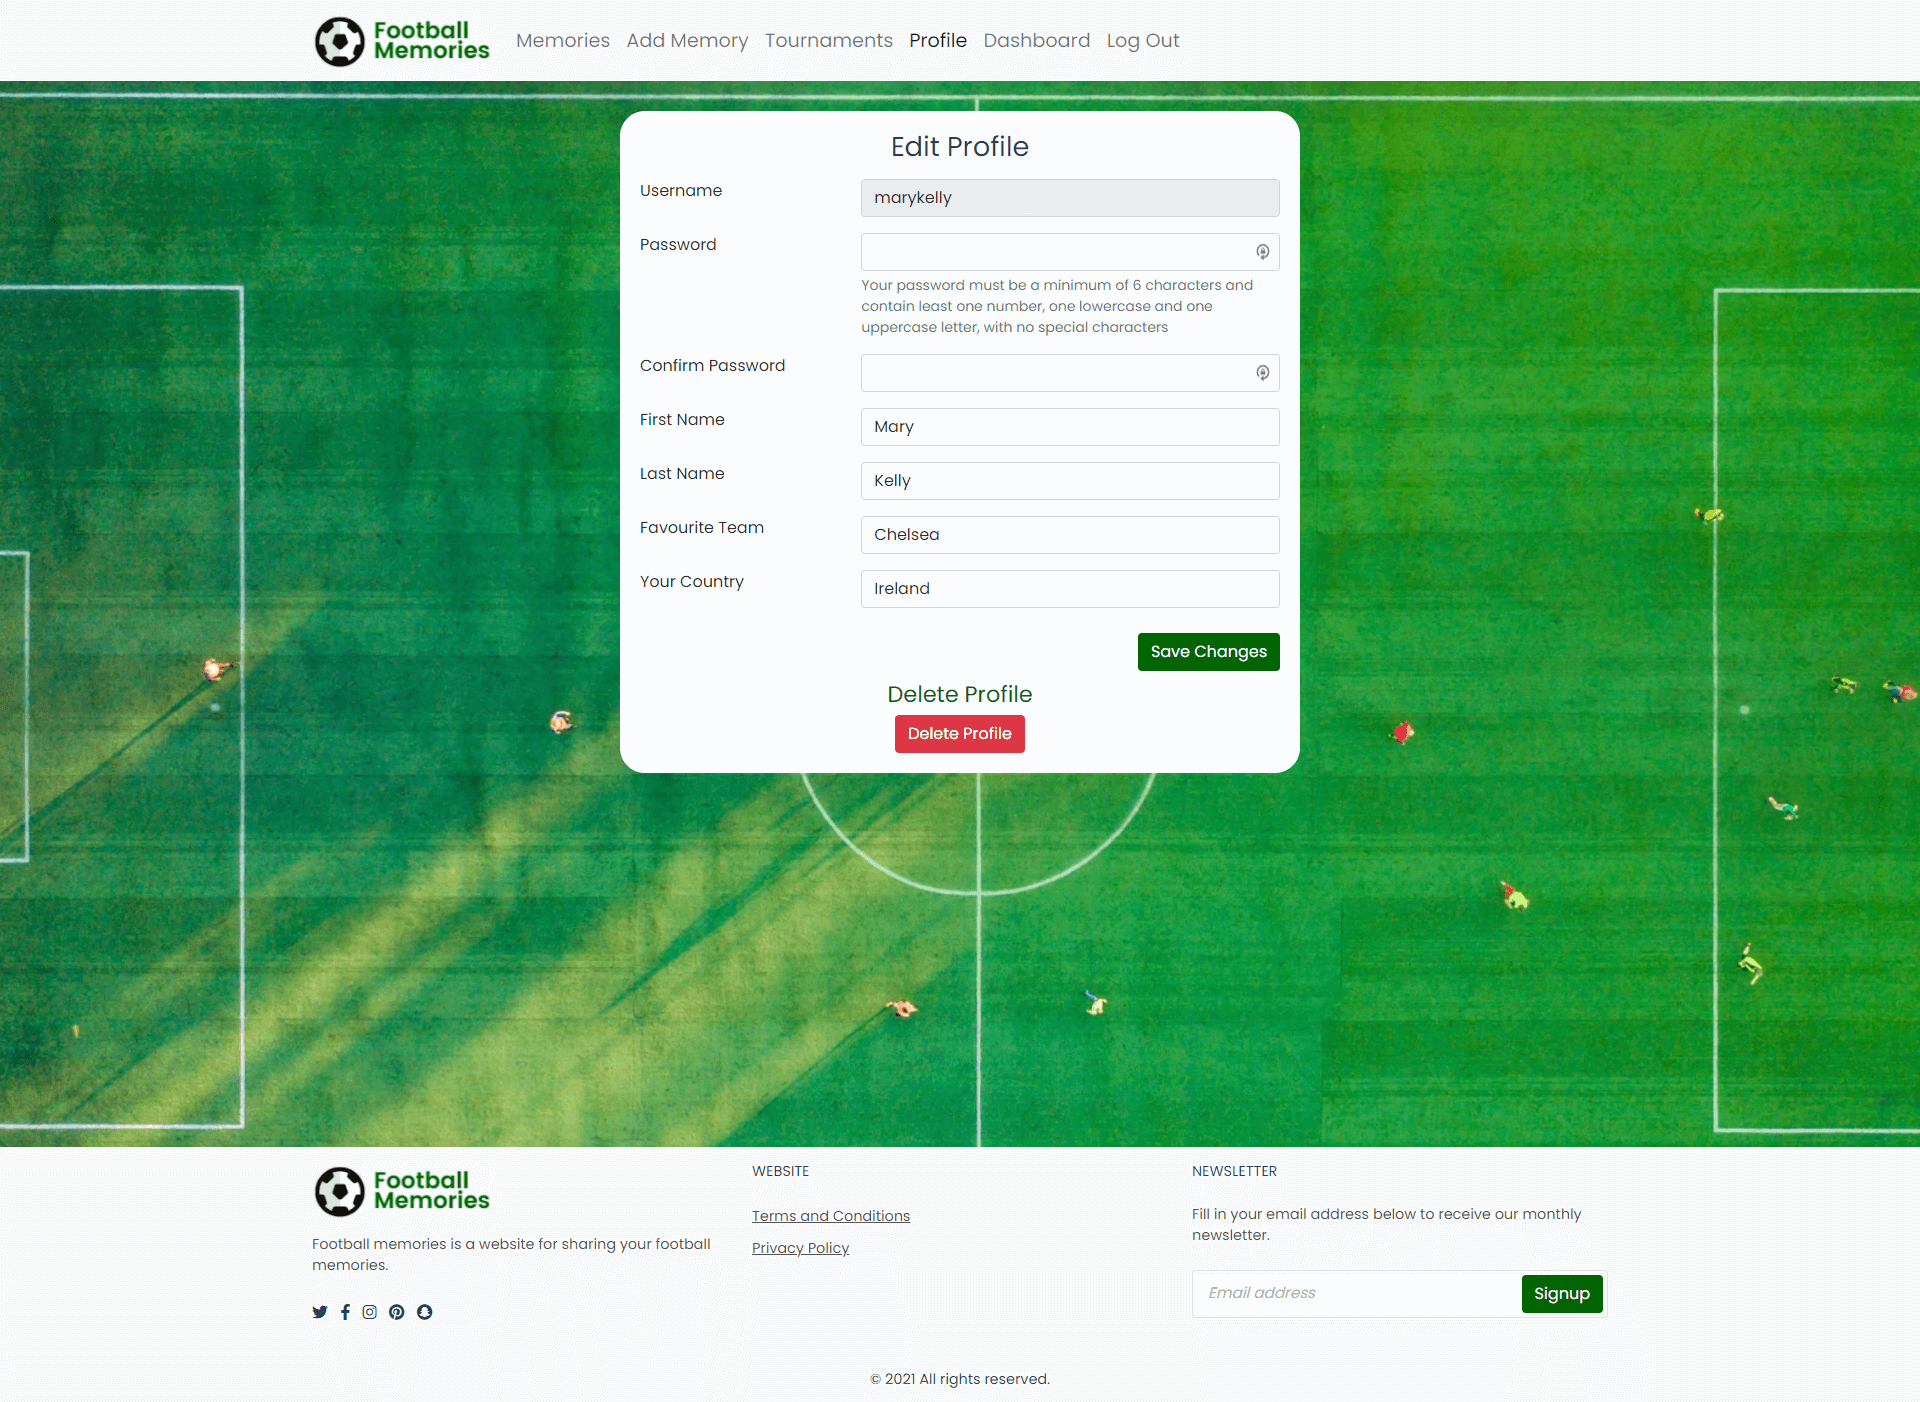 Football
Memories
Memories Add Memory Tournaments Profile Dashboard Log Out
Edit Profile
Username
marykelly
Password
Your password must be a minimum of 6 characters and
contain least one number, one lowercase and one
uppercase letter, with no special characters
Confirm Password
First Name
Mary
Last Name
Kelly
Favourite Team
Chelsea
Your Country
Ireland
Save Changes
Delete Profile
Delete Profile
Football
Memories
Football memories is a website for sharing your football
memories.
WEBSITE
Terms and Conditions
Privacy Policy
NEWSLETTER
Fill in your email address below to receive our monthly
newsletter.
Email address
Signup
© 2021 All rights reserved.